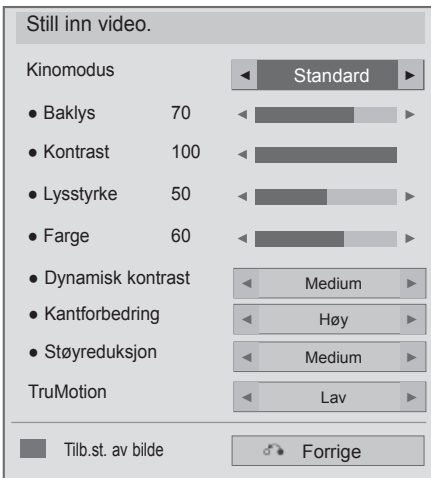 Still inn video.
Kinomodus ◄ Standard ►
● Baklys 70 ◄ ►
● Kontrast 100 ◄
● Lysstyrke 50 ◄ ►
● Farge 60 ◄ ►
● Dynamisk kontrast ◄ Medium ►
● Kantforbedring ◄ Høy ►
● Støyreduksjon ◄ Medium ►
TruMotion ◄ Lav ►
Tilb.st. av bilde Forrige